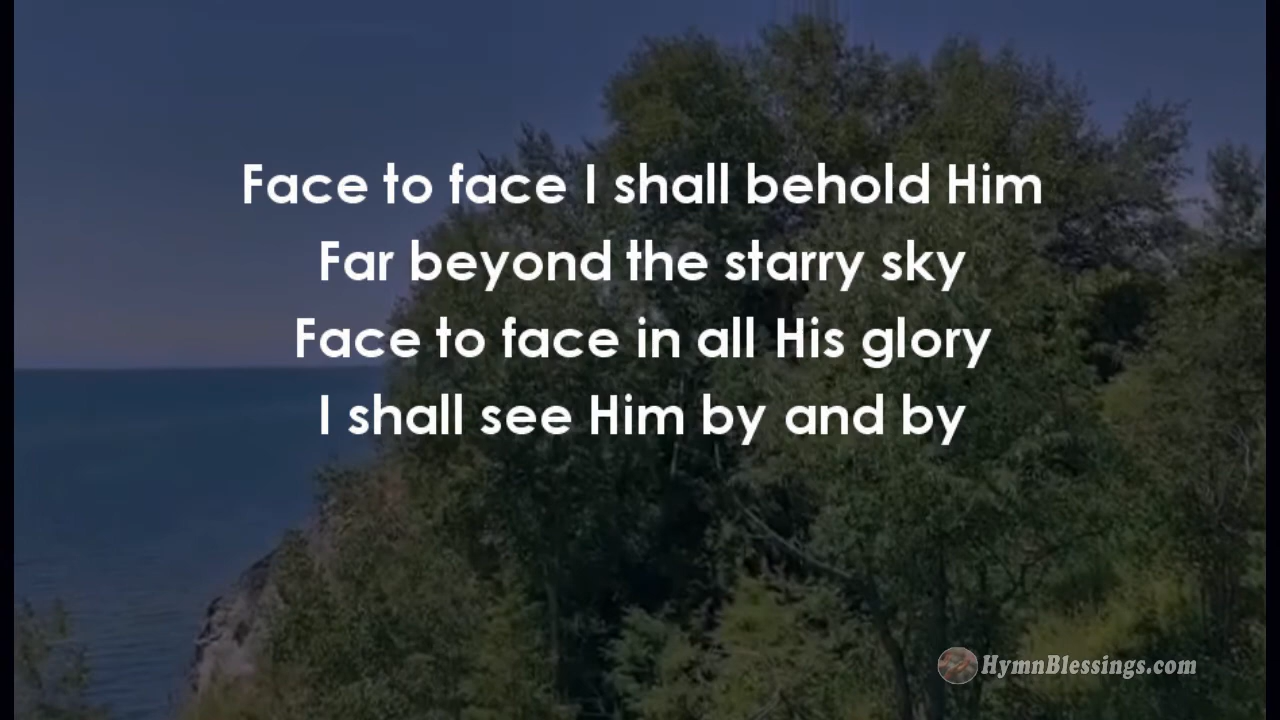 Face to face I shall behold Him
Far beyond the starry sky
Face to face in all His glory
I shall see Him by and by
HymnBlessings.com